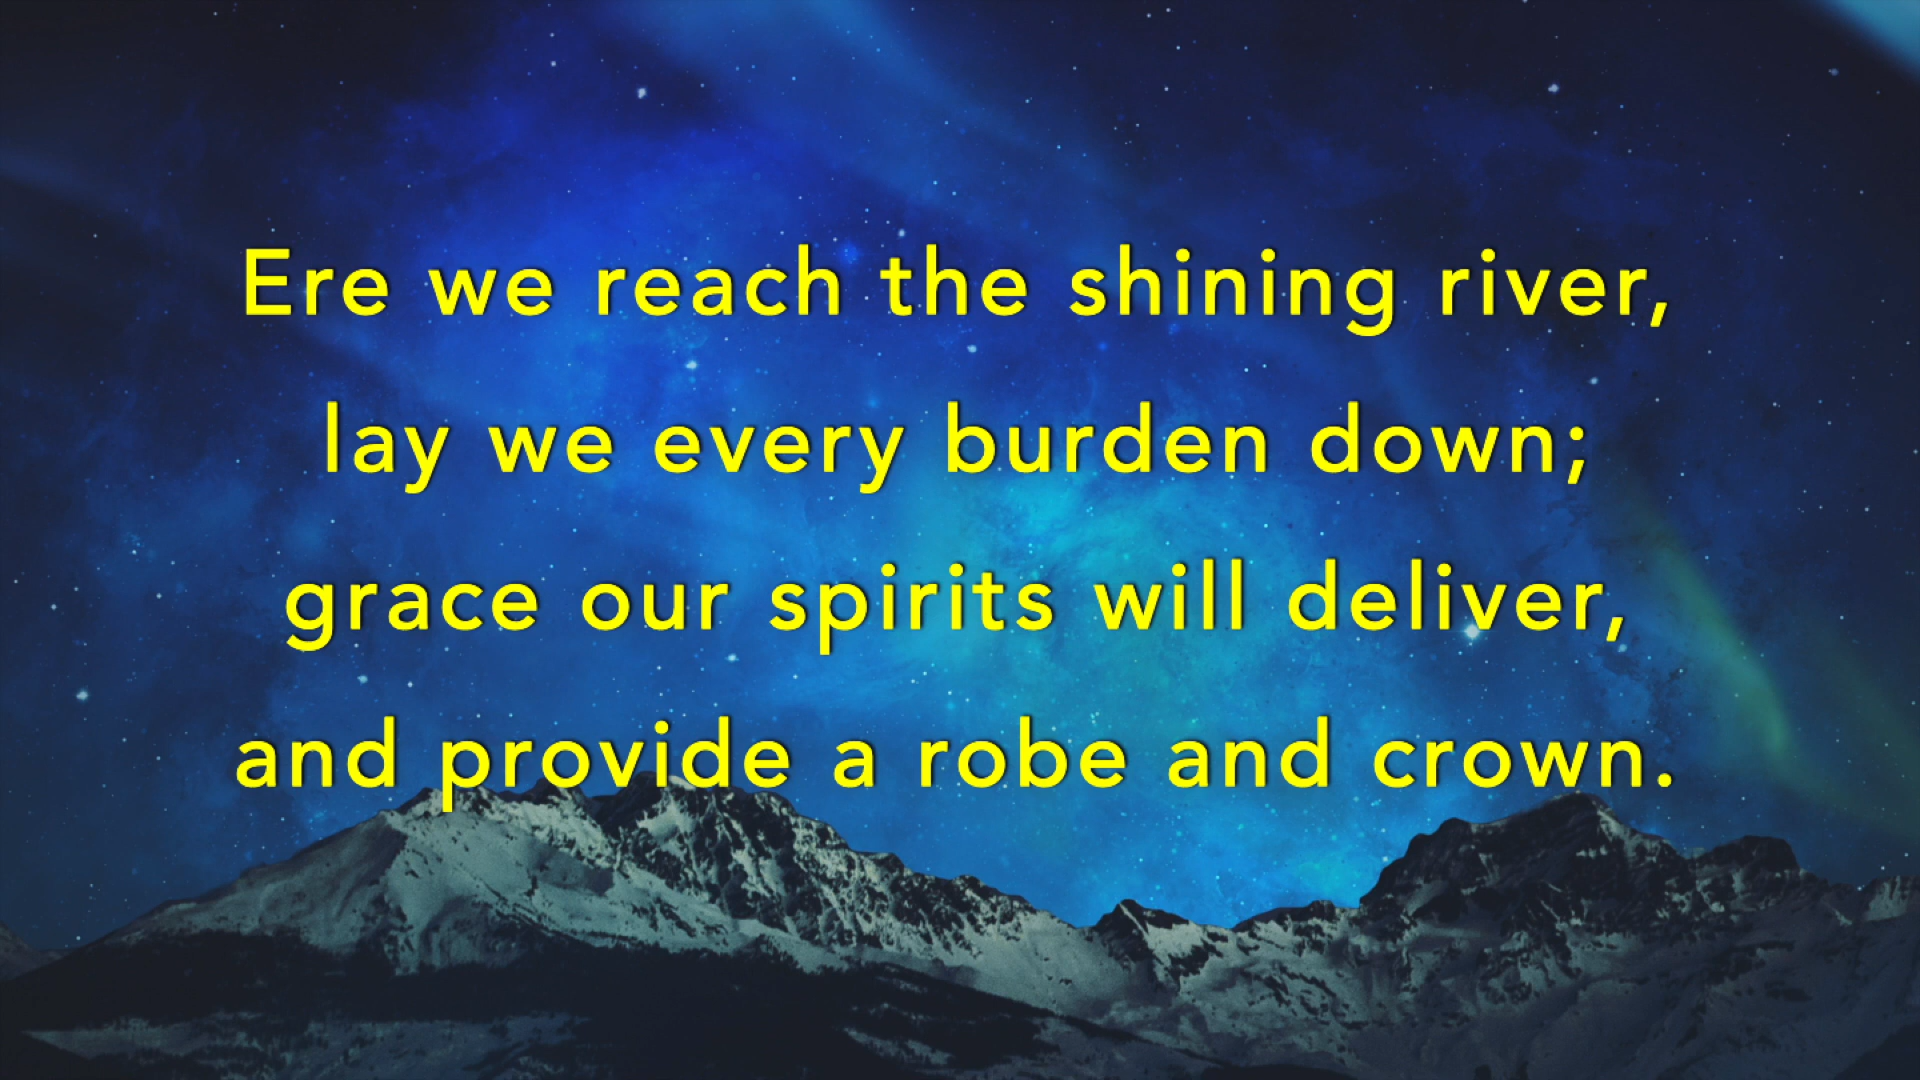 Ere we reach the shining river,
lay we every burden down;
grace our spirits will deliver,
and provide a robe and crown.